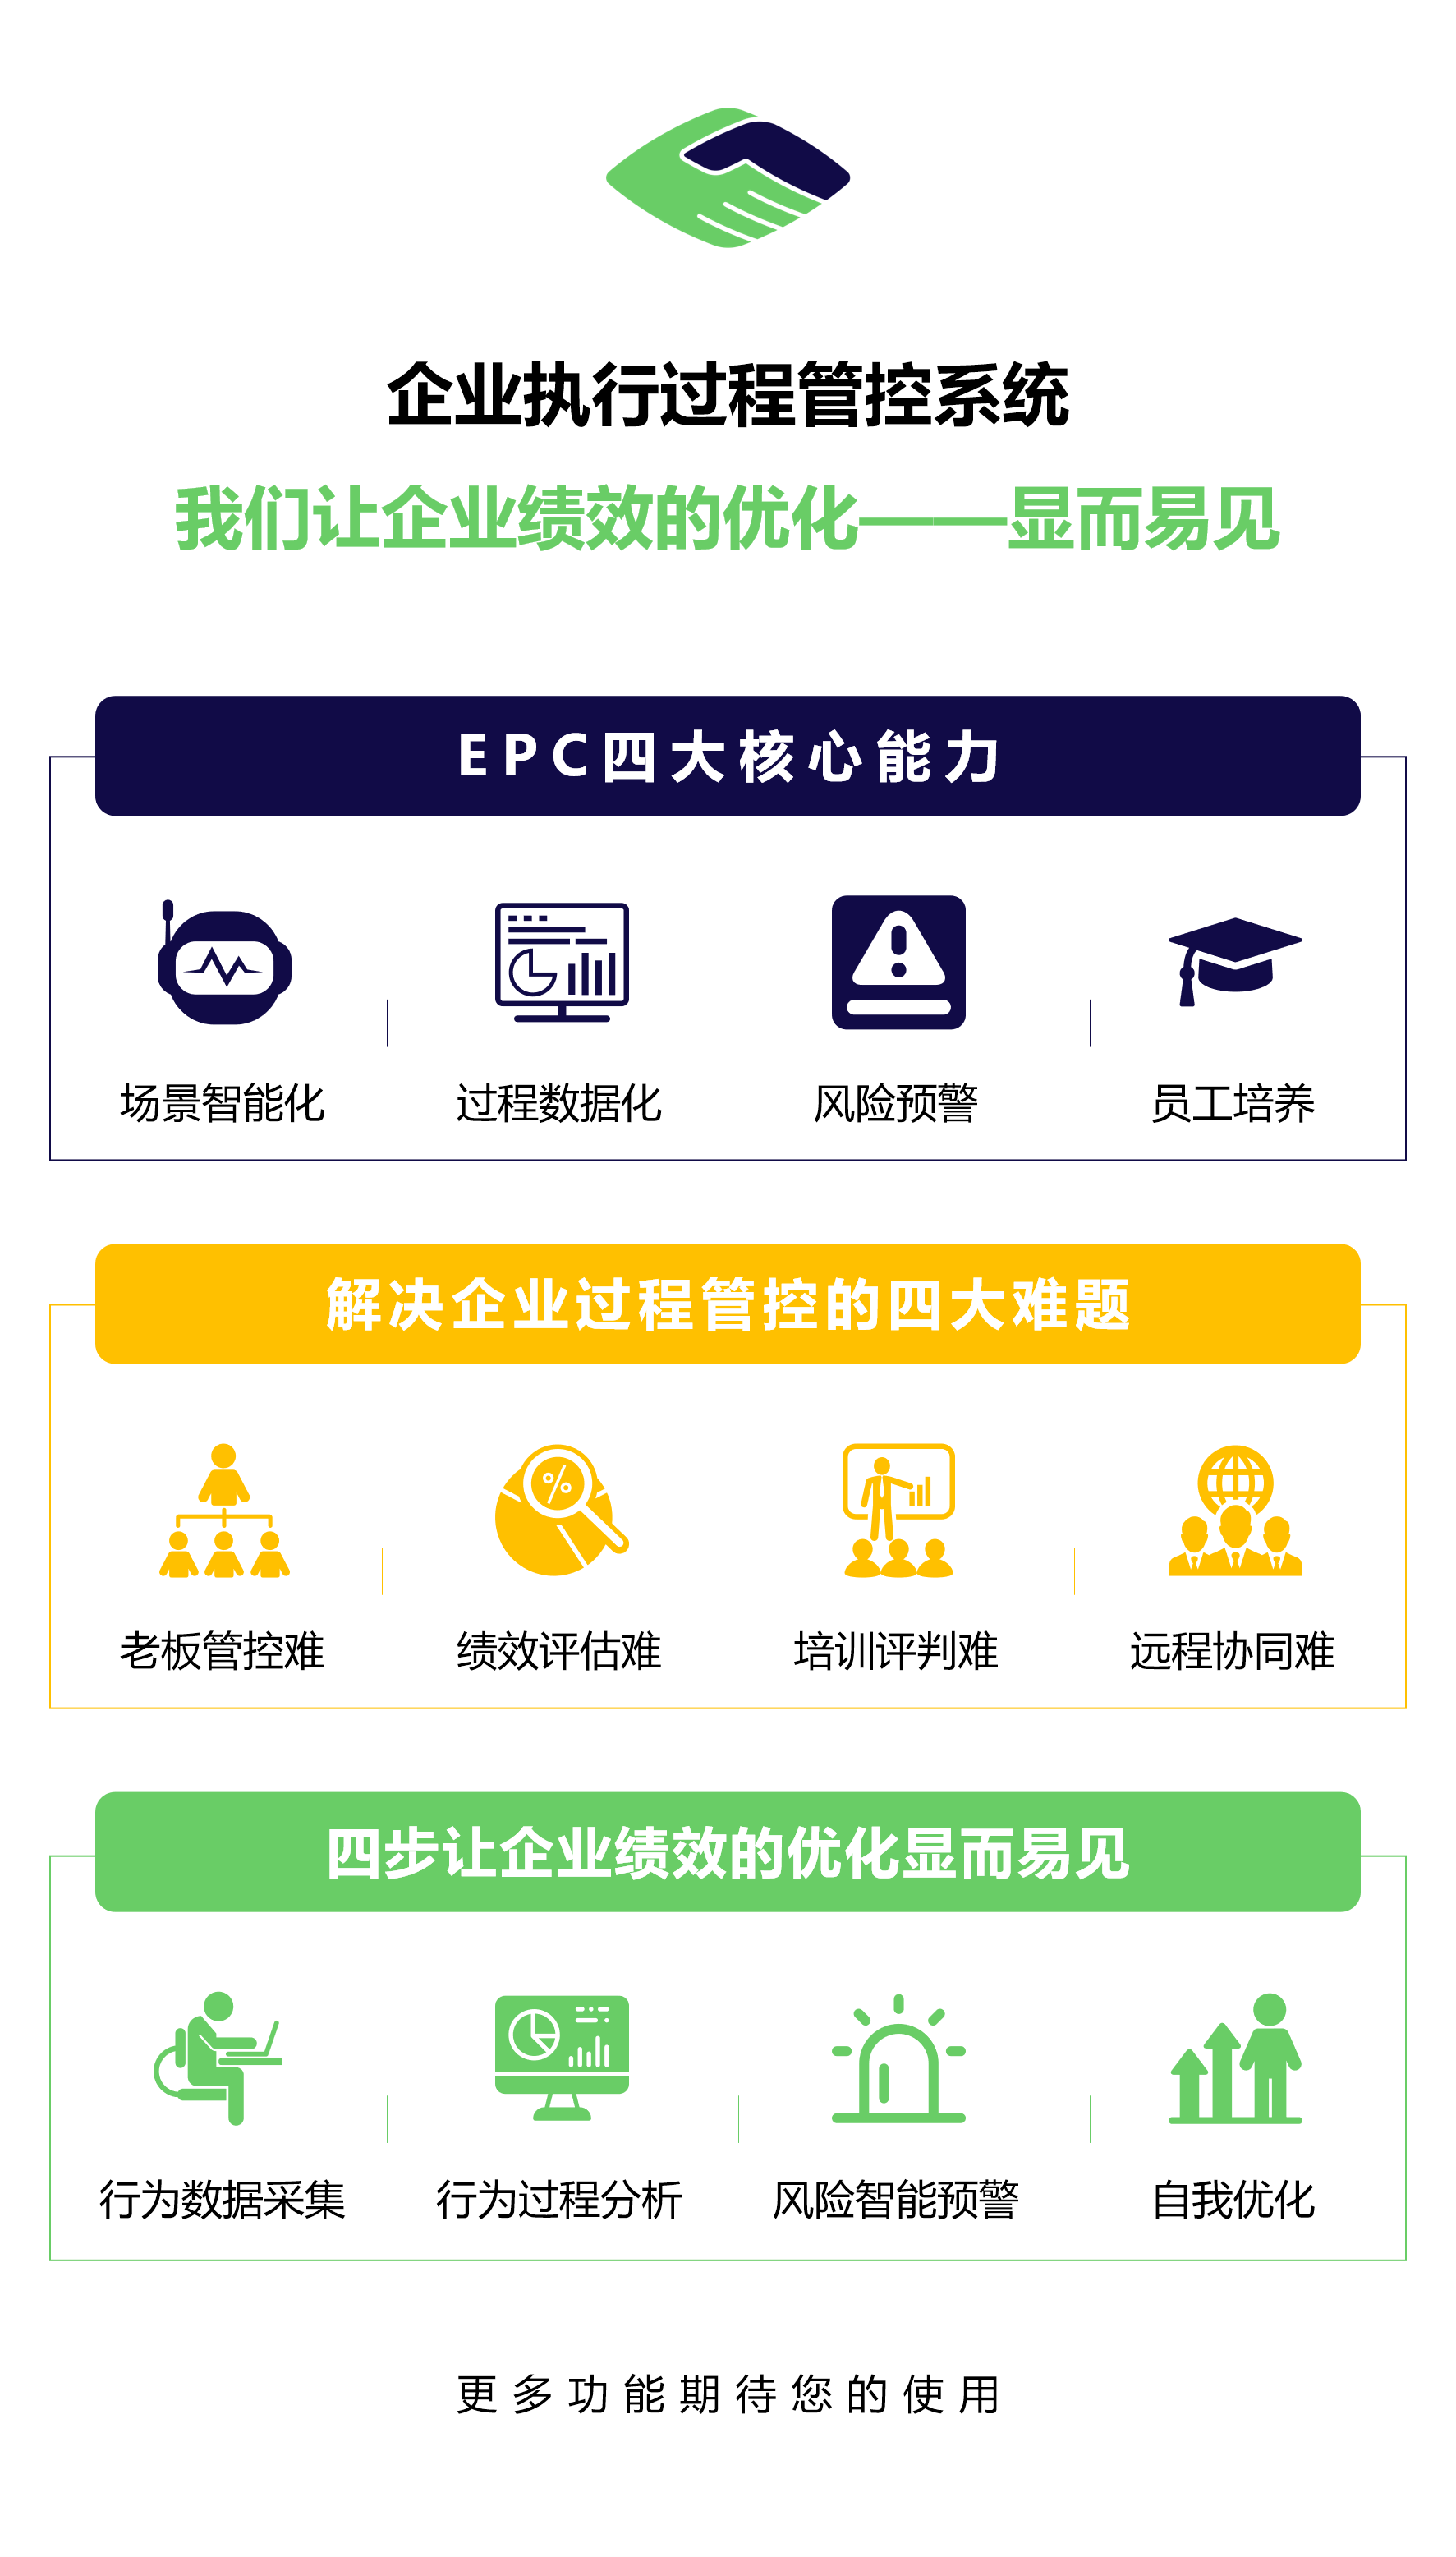 企业执行过程管控系统
我们让企业绩效的优化——显而易见
EPC四大核心能力
场景智能化 过程数据化 风险预警 员工培养
解决企业过程管控的四大难题
%
老板管控难 绩效评估难 培训评判难 远程协同难
四步让企业绩效的优化显而易见
行为数据采集 行为过程分析 风险智能预警 自我优化
更多功能期待您的使用